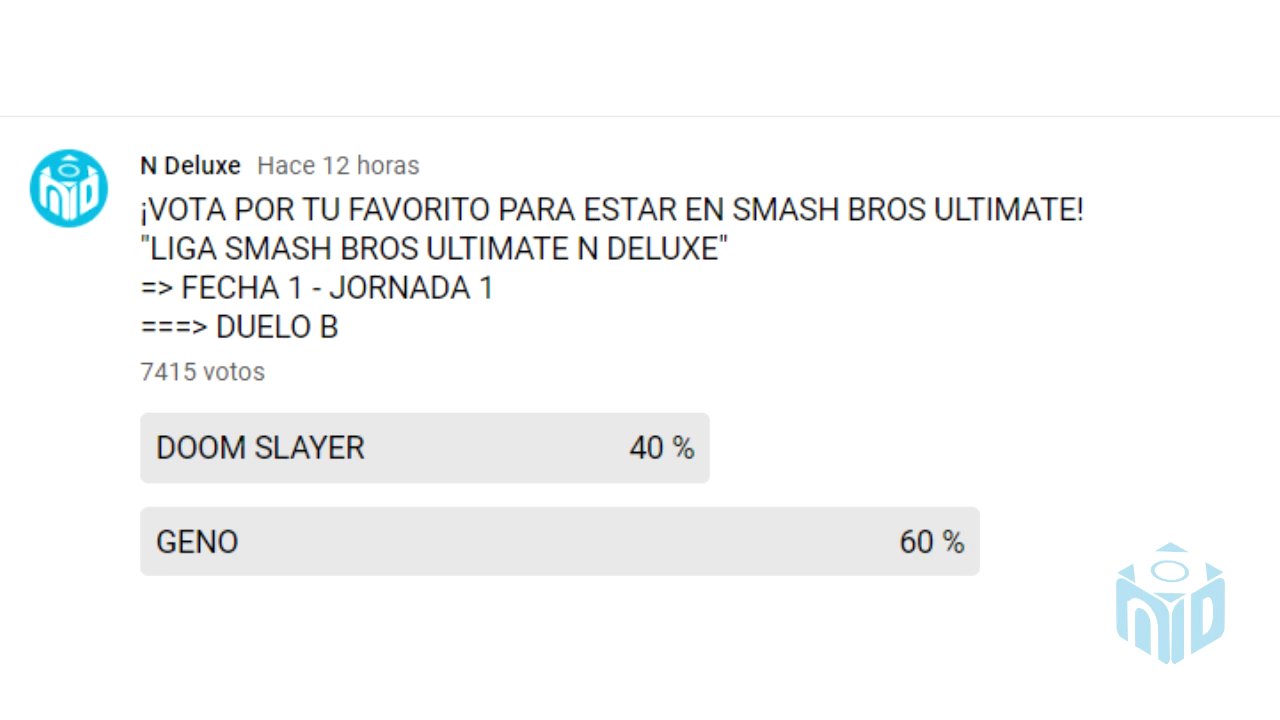 N Deluxe Hace 12 horas
¡VOTA POR TU FAVORITO PARA ESTAR EN SMASH BROS ULTIMATE!
"LIGA SMASH BROS ULTIMATE N DELUXE"
=> FECHA 1 - JORNADA 1
===> DUELO B
7415 votos
DOOM SLAYER 40 %
GENO 60 %